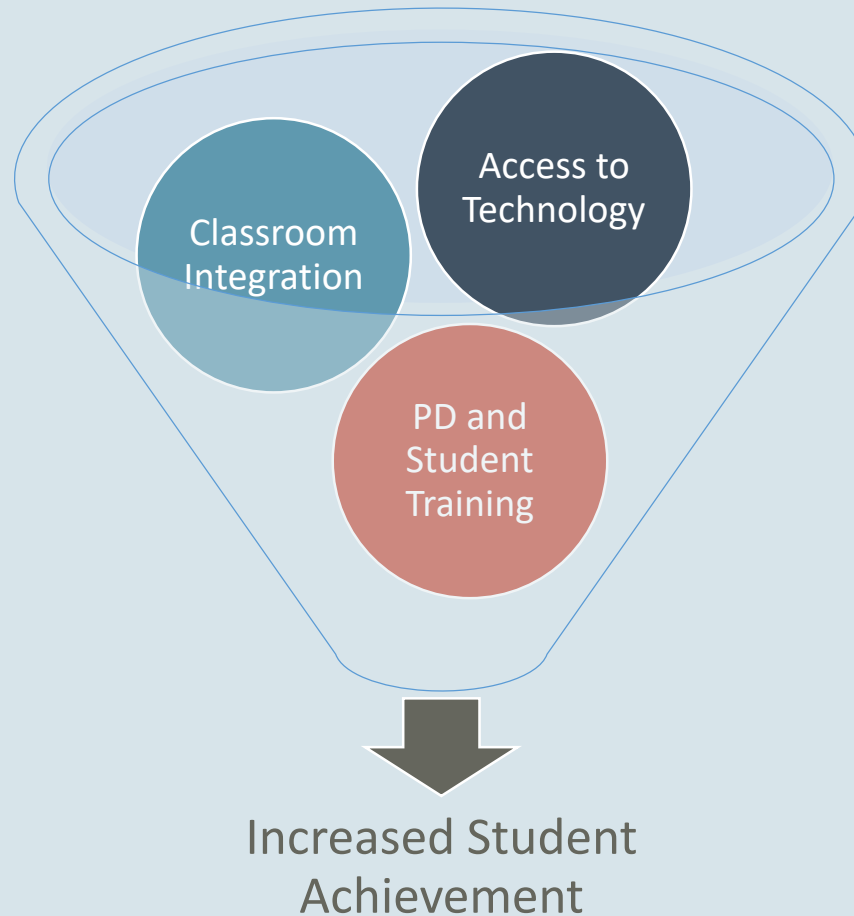 Access to
Technology
Classroom
Integration
PD and
Student
Training
Increased Student
Achievement